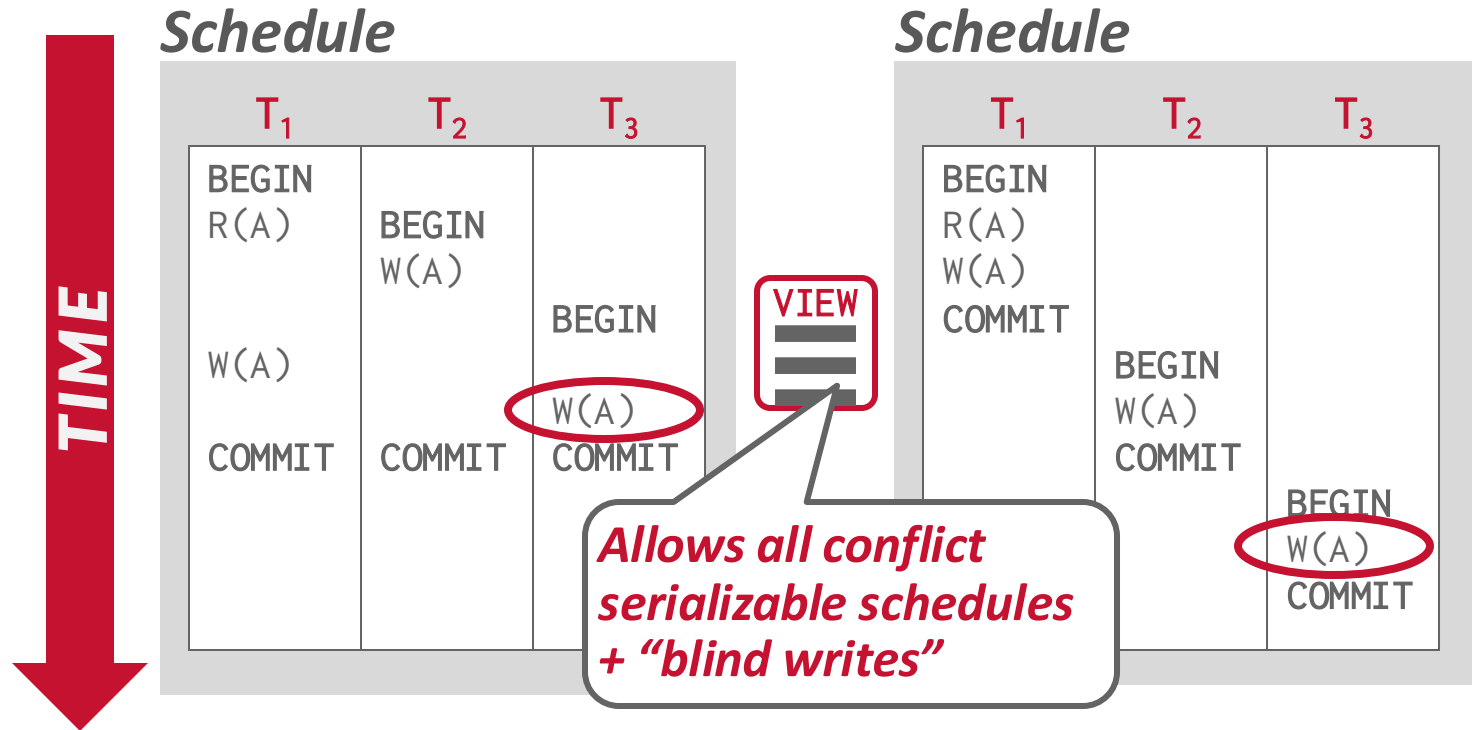 Schedule
T1 T2 T3
BEGIN
R(A) BEGIN
W(A)
BEGIN
W(A)
W(A)
COMMIT COMMIT COMMIT
TIME
VIEW
Schedule
T1 T2 T3
BEGIN
R(A)
W(A)
COMMIT
BEGIN
W(A)
COMMIT
BEGIN
W(A)
COMMIT
Allows all conflict
serializable schedules
+ “blind writes”